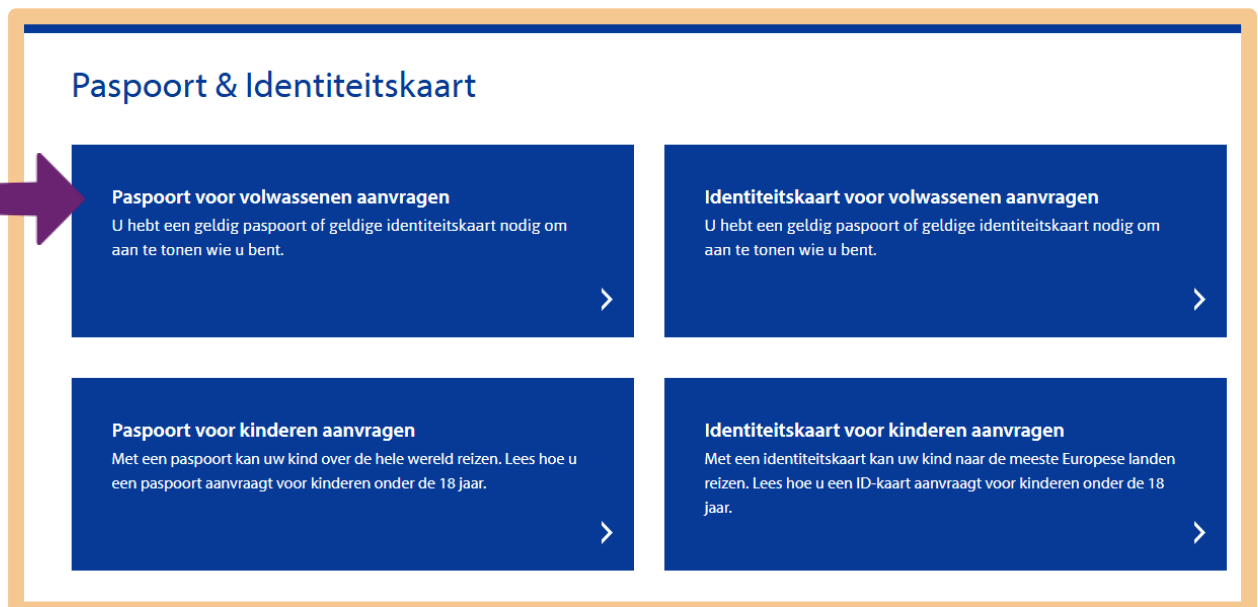 Paspoort & Identiteitskaart
Paspoort voor volwassenen aanvragen
U hebt een geldig paspoort of geldige identiteitskaart nodig om
aan te tonen wie u bent.
Identiteitskaart voor volwassenen aanvragen
U hebt een geldig paspoort of geldige identiteitskaart nodig om
aan te tonen wie u bent.
Paspoort voor kinderen aanvragen
Met een paspoort kan uw kind over de hele wereld reizen. Lees hoe u
een paspoort aanvraagt voor kinderen onder de 18 jaar.
Identiteitskaart voor kinderen aanvragen
Met een identiteitskaart kan uw kind naar de meeste Europese landen
reizen. Lees hoe u een ID-kaart aanvraagt voor kinderen onder de 18
jaar.